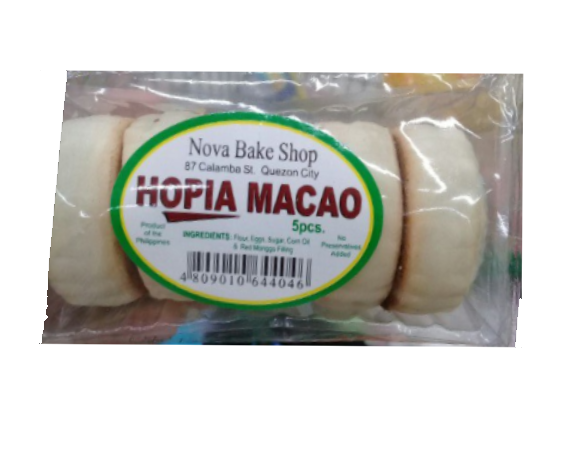 Nova Bake Shop
87 Calamba St. Quezon City
HOPIA MACAO
5pcs.
Product
of the
Philippines
INGREDIENTS: Flour, Eggs, Sugar, Corn Oil
& Red Monggo Filling
No
Preservatives
Added
4 809010 644046